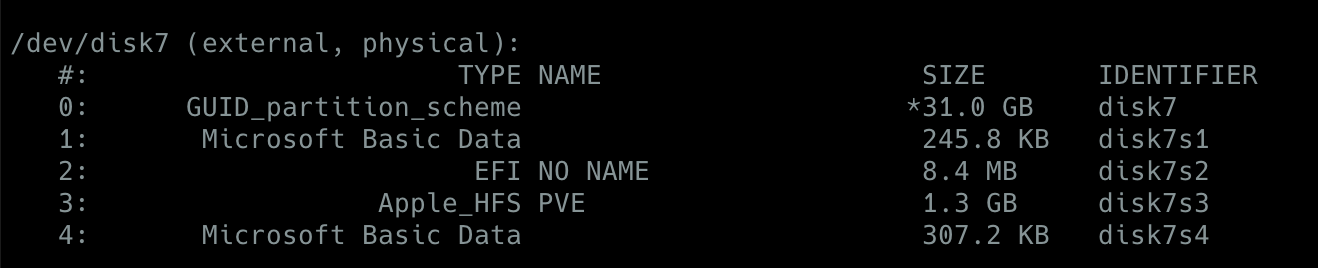 /dev/disk7 (external, physical):
   #:                       TYPE NAME                    SIZE       IDENTIFIER
   0:      GUID_partition_scheme                        *31.0 GB    disk7
   1:       Microsoft Basic Data                         245.8 KB   disk7s1
   2:                        EFI NO NAME                 8.4 MB     disk7s2
   3:                  Apple_HFS PVE                     1.3 GB     disk7s3
   4:       Microsoft Basic Data                         307.2 KB   disk7s4